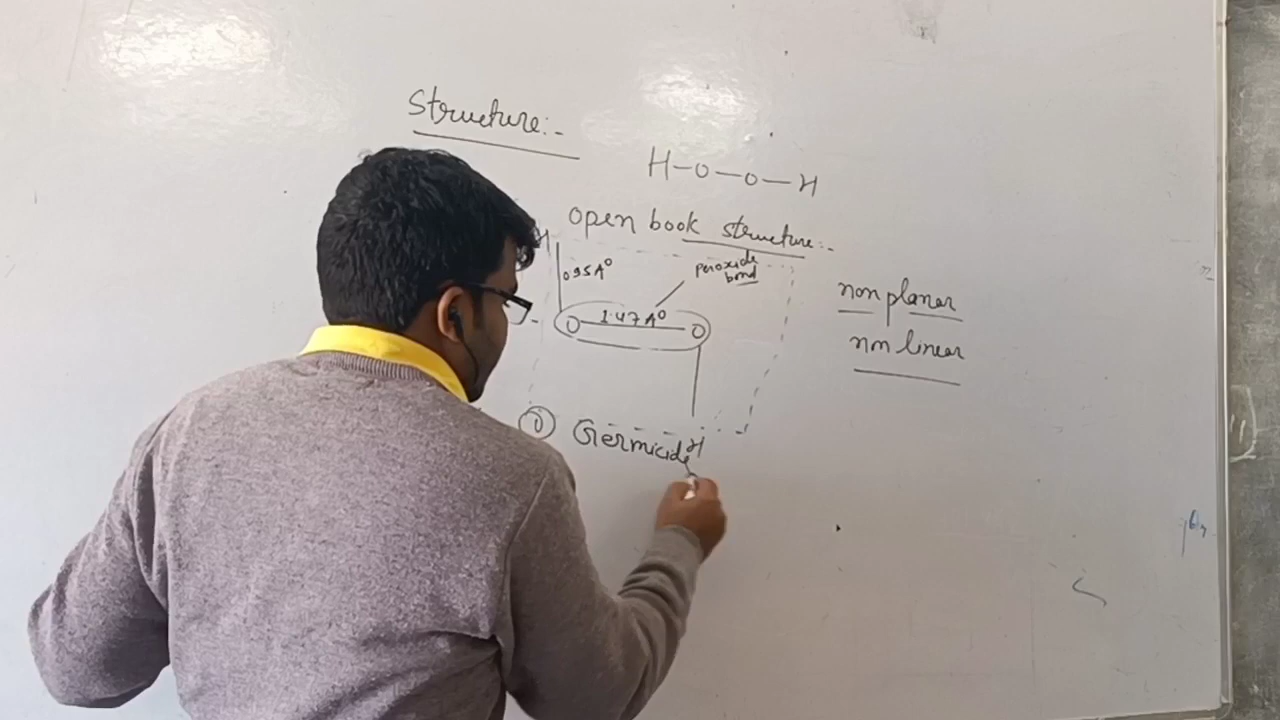 Structure:-
H-O-O-H
open book structure:-
H
0.95A°
peroxide
bond
1.47A°
O
O
non planar
non linear
① Germicide
H